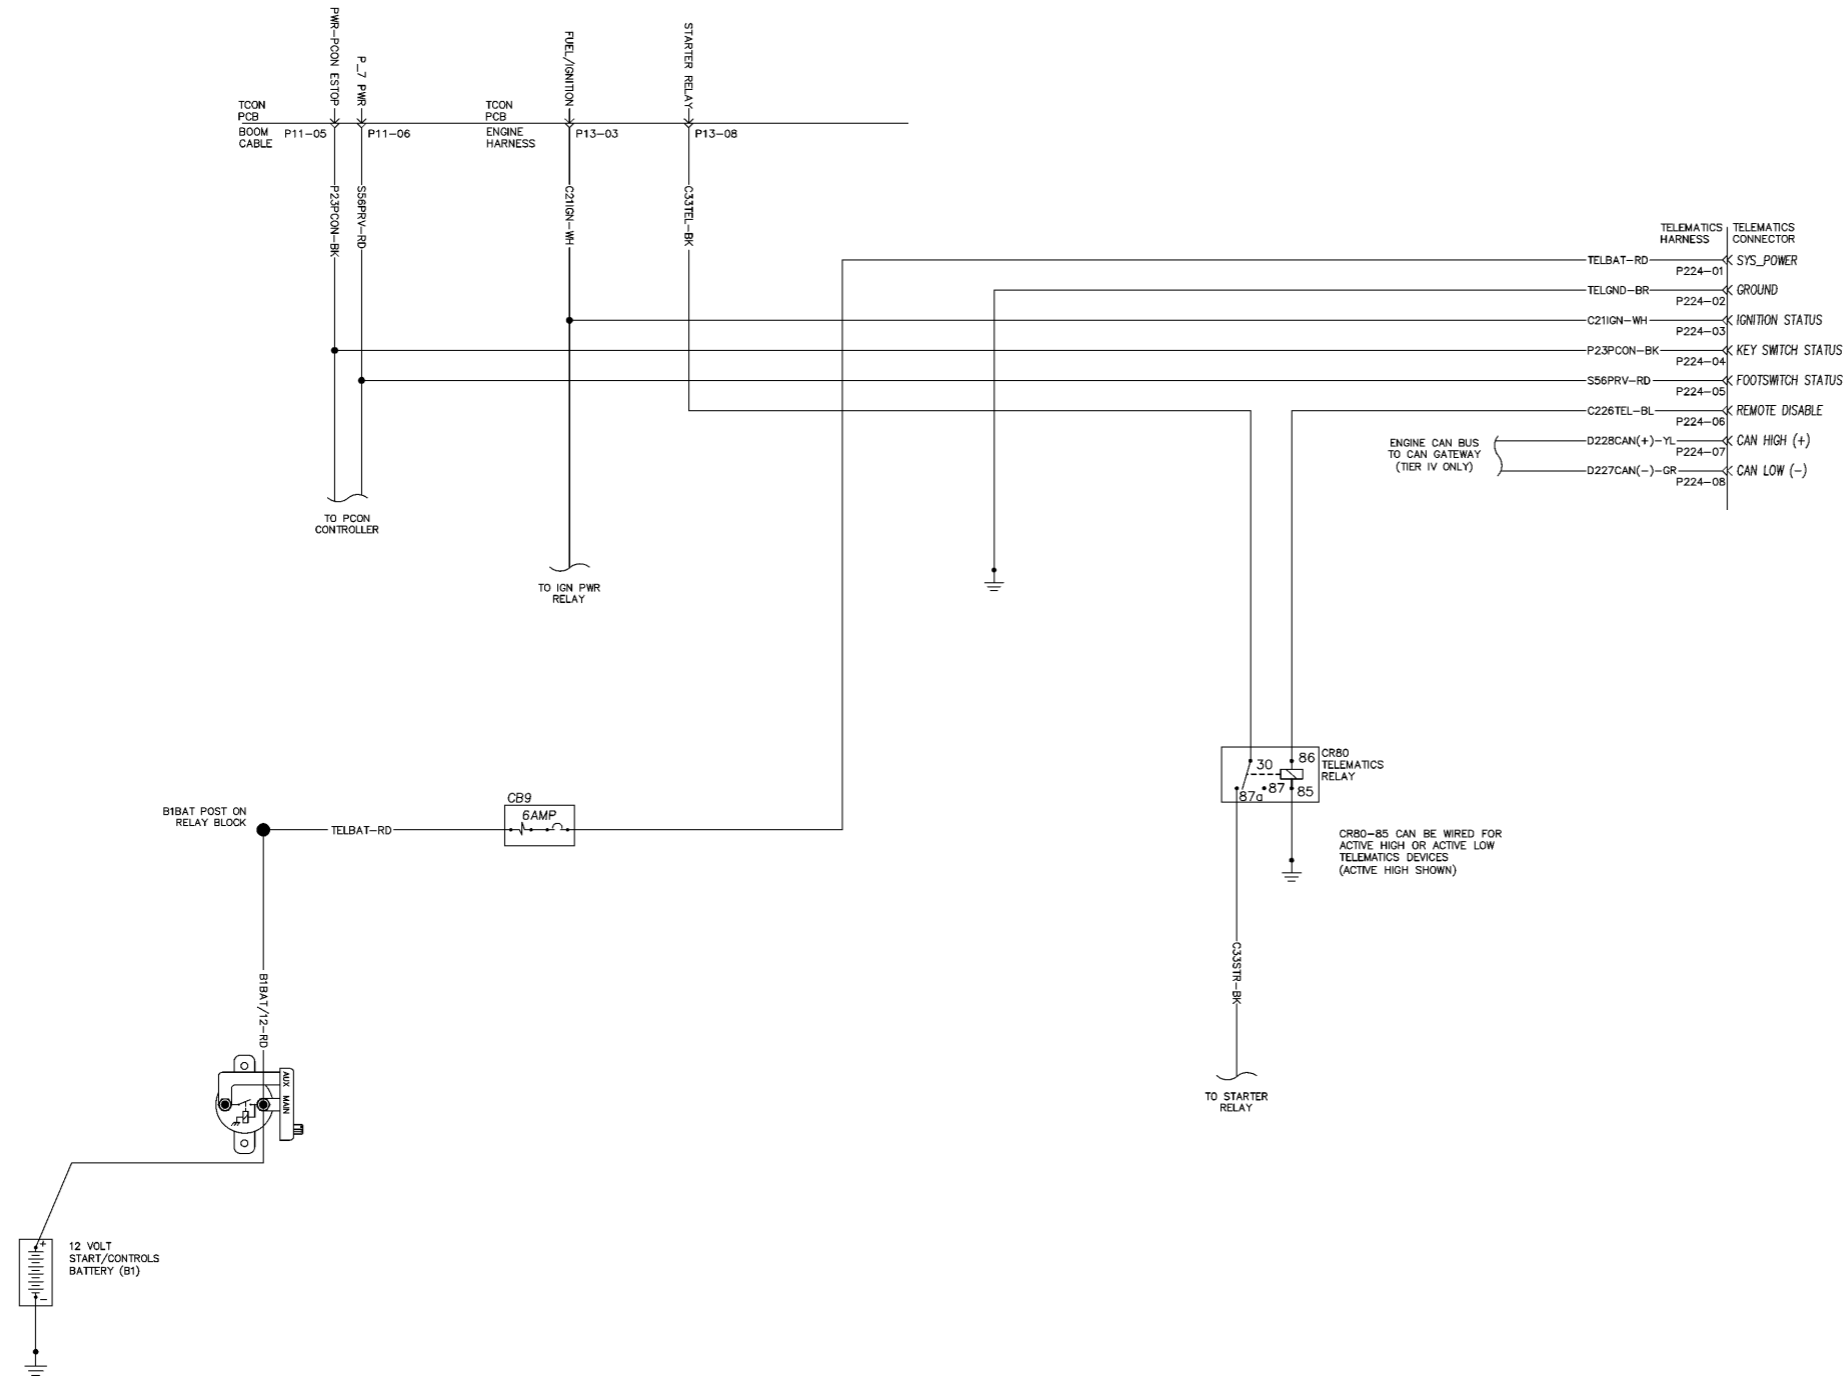 PWR-PCON ESTOP
P_7 PWR
FUEL/IGNITION
STARTER RELAY
TCON
PCB
BOOM
CABLE
P11-05
P11-06
TCON
PCB
ENGINE
HARNESS
P13-03
P13-08
P23PCON-BK
S56PRV-RD
C21IGN-WH
C33TEL-BK
TELEMATICS
HARNESS
TELEMATICS
CONNECTOR
TELBAT-RD
P224-01
SYS_POWER
TELGND-BR
P224-02
GROUND
C21IGN-WH
P224-03
IGNITION STATUS
P23PCON-BK
P224-04
KEY SWITCH STATUS
S56PRV-RD
P224-05
FOOTSWITCH STATUS
C226TEL-BL
P224-06
REMOTE DISABLE
ENGINE CAN BUS
TO CAN GATEWAY
(TIER IV ONLY)
D228CAN(+)-YL
P224-07
CAN HIGH (+)
D227CAN(-)-GR
P224-08
CAN LOW (-)
TO PCON
CONTROLLER
TO IGN PWR
RELAY
30
86
87a
87
85
CR80
TELEMATICS
RELAY
CB9
6AMP
B1BAT POST ON
RELAY BLOCK
TELBAT-RD
CR80-85 CAN BE WIRED FOR
ACTIVE HIGH OR ACTIVE LOW
TELEMATICS DEVICES
(ACTIVE HIGH SHOWN)
C33STR-BK
B1BAT/12-RD
AUX
MAIN
TO STARTER
RELAY
+
-
12 VOLT
START/CONTROLS
BATTERY (B1)